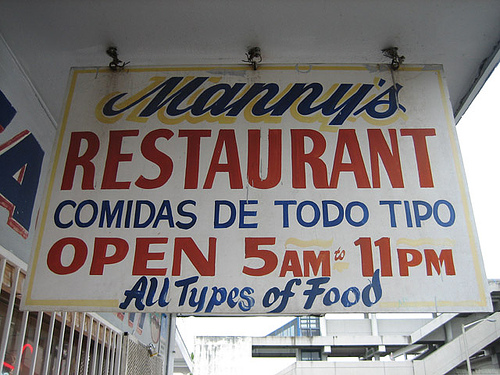 Manny's
RESTAURANT
COMIDAS DE TODO TIPO
OPEN 5AM to 11PM
All Types of Food